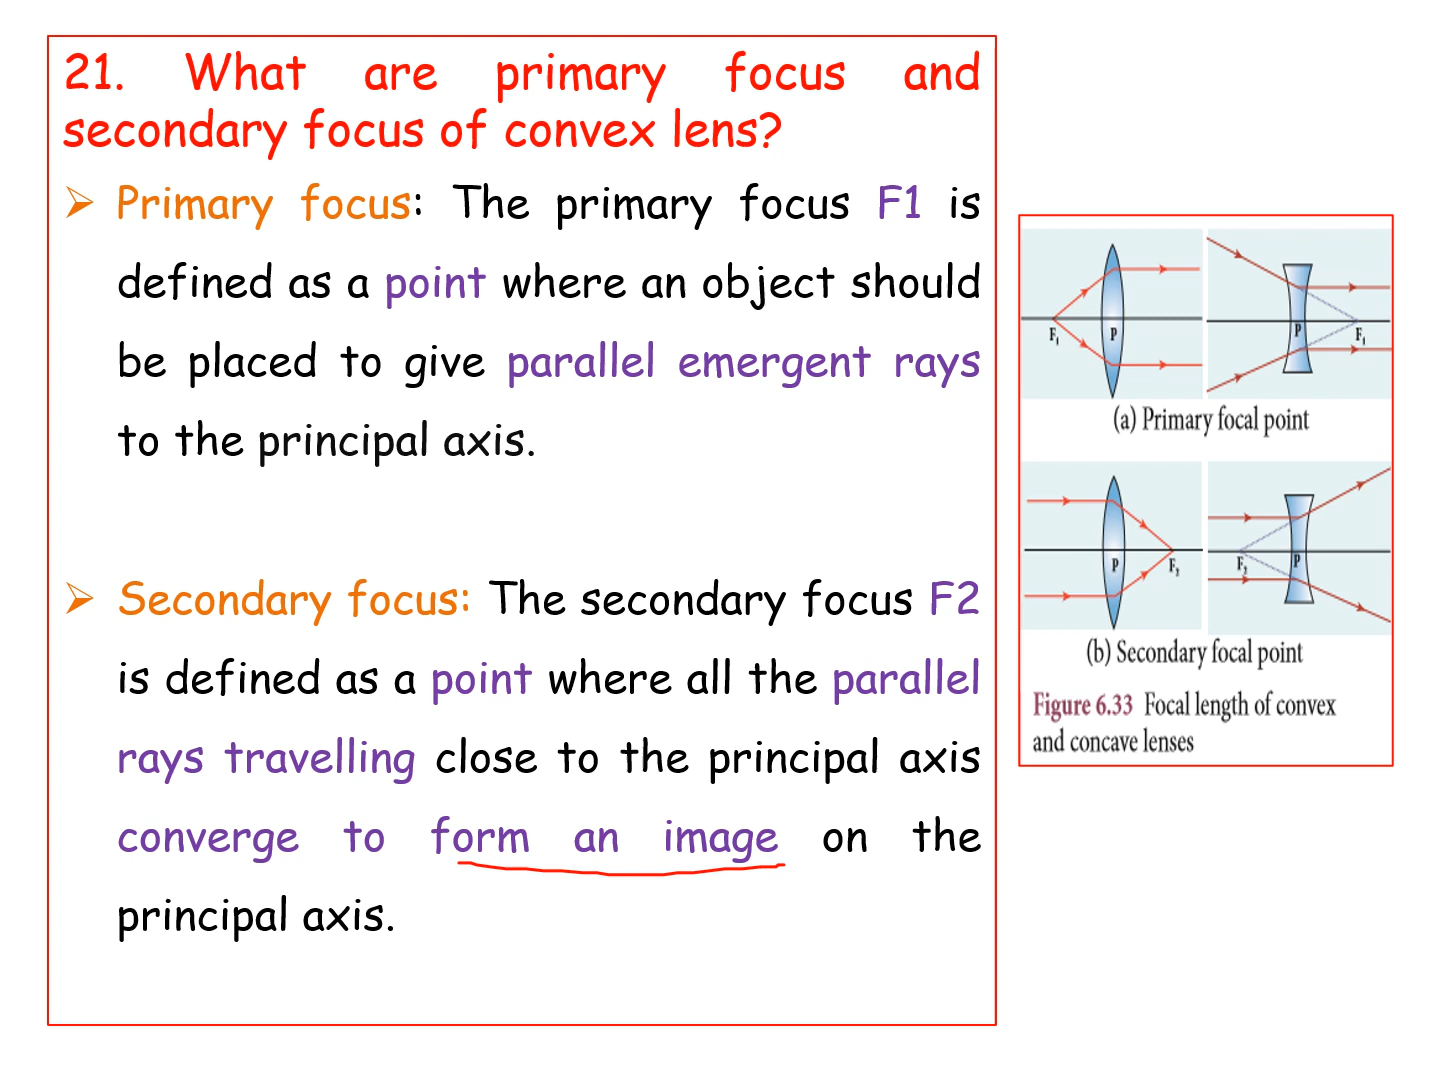 21. What are primary focus and
secondary focus of convex lens?
➢ Primary focus: The primary focus F1 is
defined as a point where an object should
be placed to give parallel emergent rays
to the principal axis.
➢ Secondary focus: The secondary focus F2
is defined as a point where all the parallel
rays travelling close to the principal axis
converge to form an image on the
principal axis.
F₁ P P F₁
(a) Primary focal point
P F₂ F₂ P
(b) Secondary focal point
Figure 6.33 Focal length of convex
and concave lenses